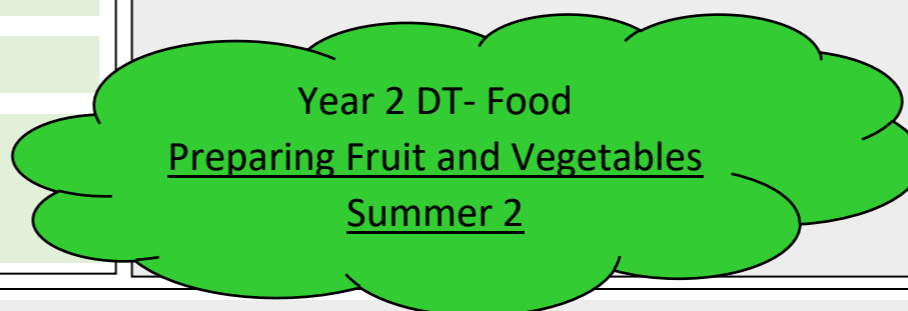 Year 2 DT- Food
Preparing Fruit and Vegetables
Summer 2